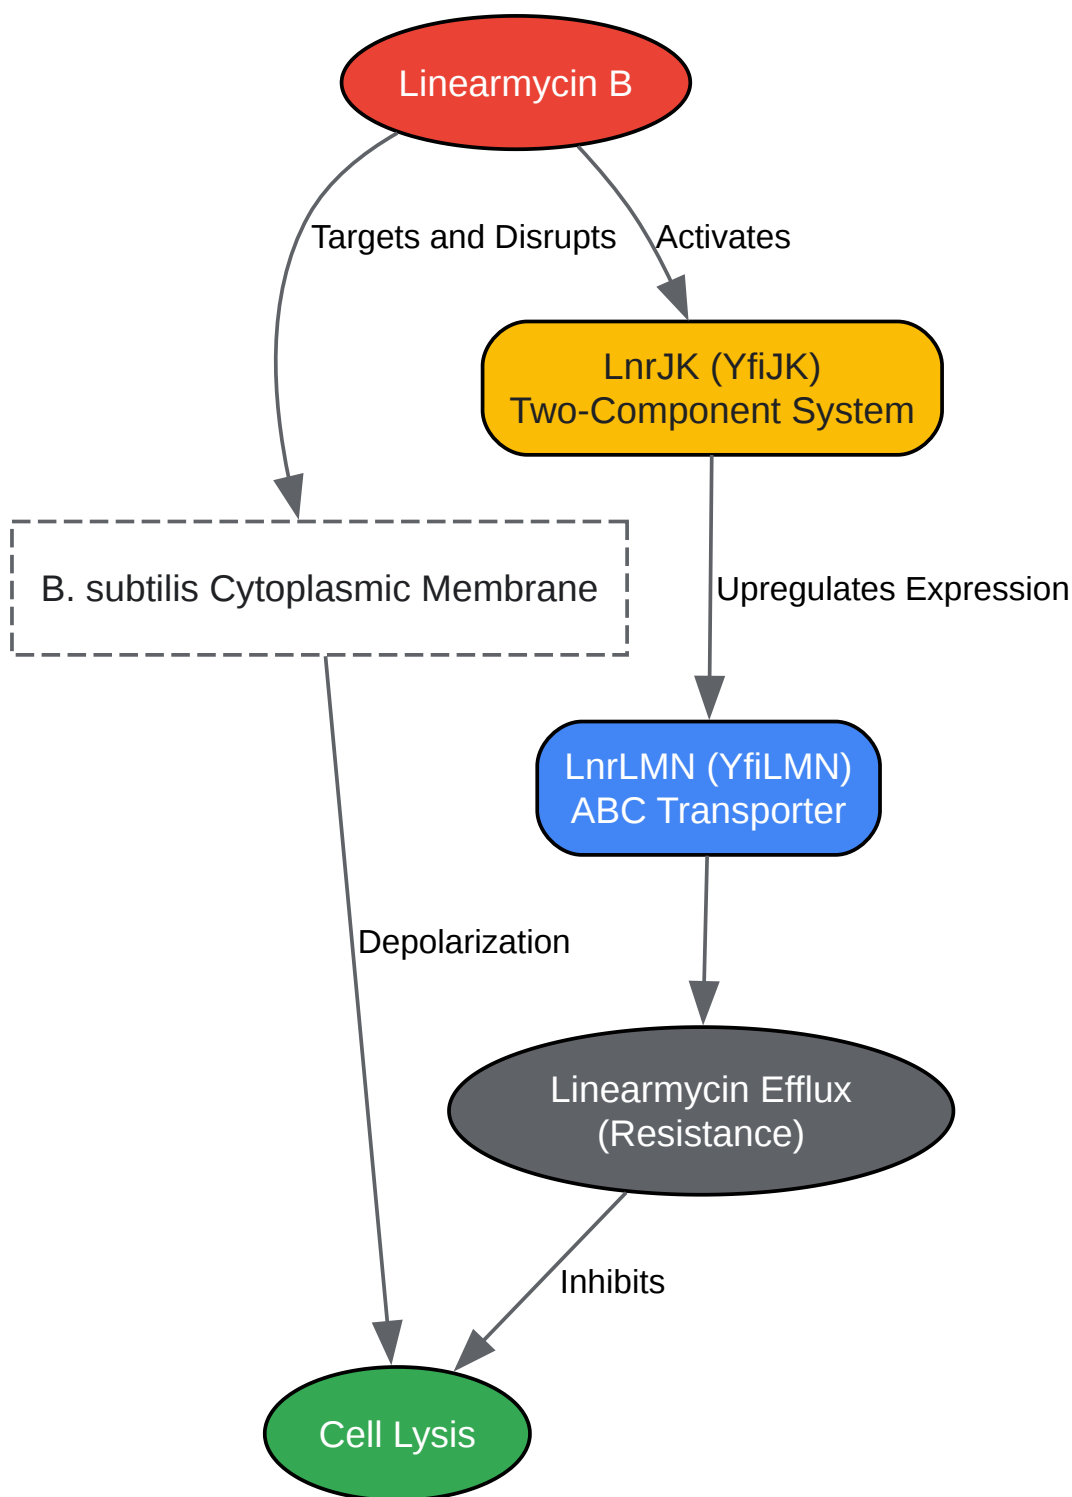 Linearmycin B
Targets and Disrupts
Activates
LnrJK (YfiJK)
Two-Component System
B. subtilis Cytoplasmic Membrane
Upregulates Expression
LnrLMN (YfiLMN)
ABC Transporter
Depolarization
Linearmycin Efflux
(Resistance)
Inhibits
Cell Lysis